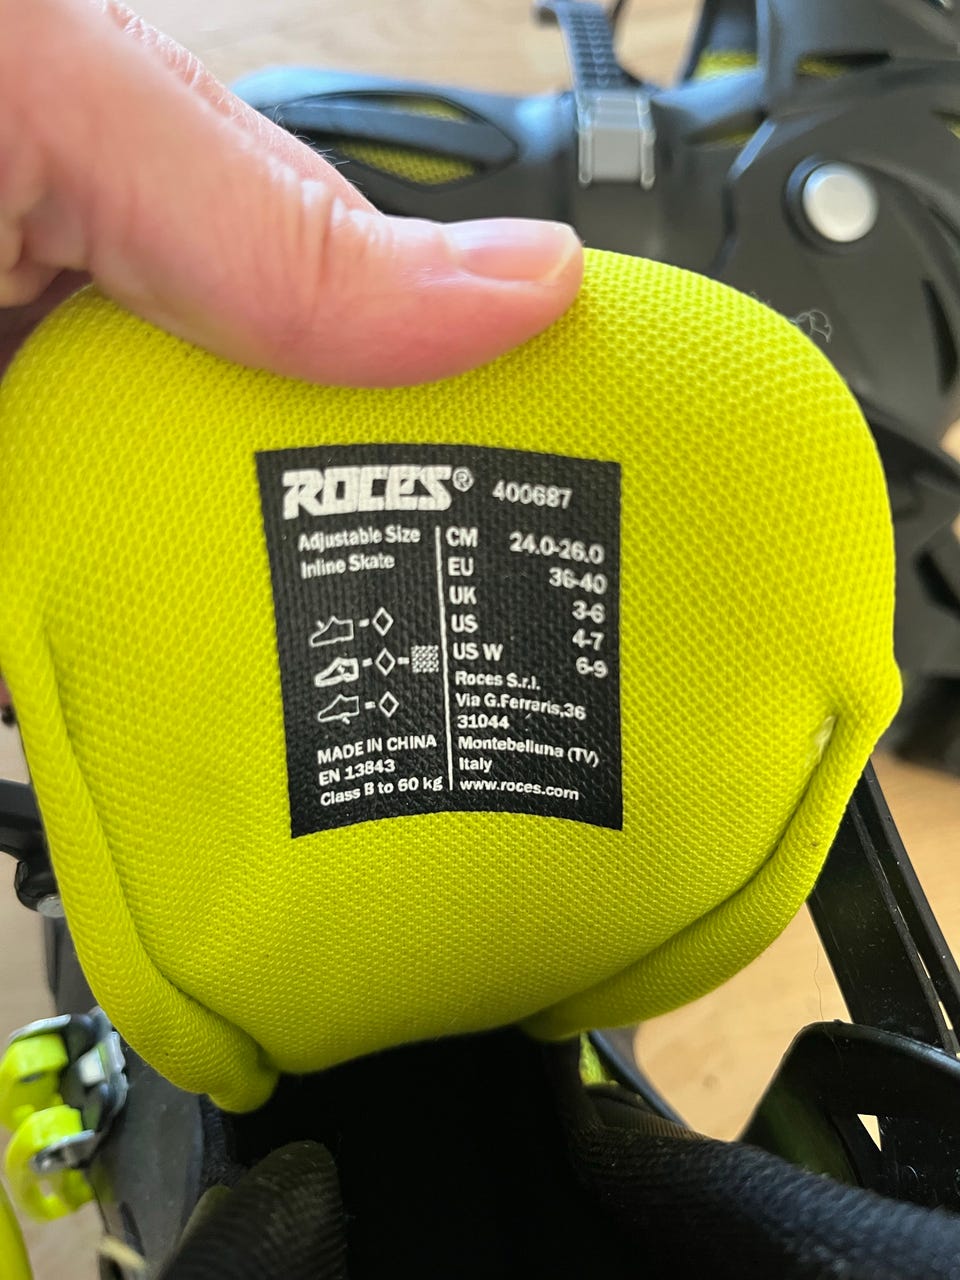 ROCES® 400687
Adjustable Size
Inline Skate
MADE IN CHINA
EN 13843
Class B to 60 kg
CM 24.0-26.0
EU 36-40
UK 3-6
US 4-7
US W 6-9
Roces S.r.l.
Via G.Ferraris,36
31044
Montebelluna (TV)
Italy
www.roces.com